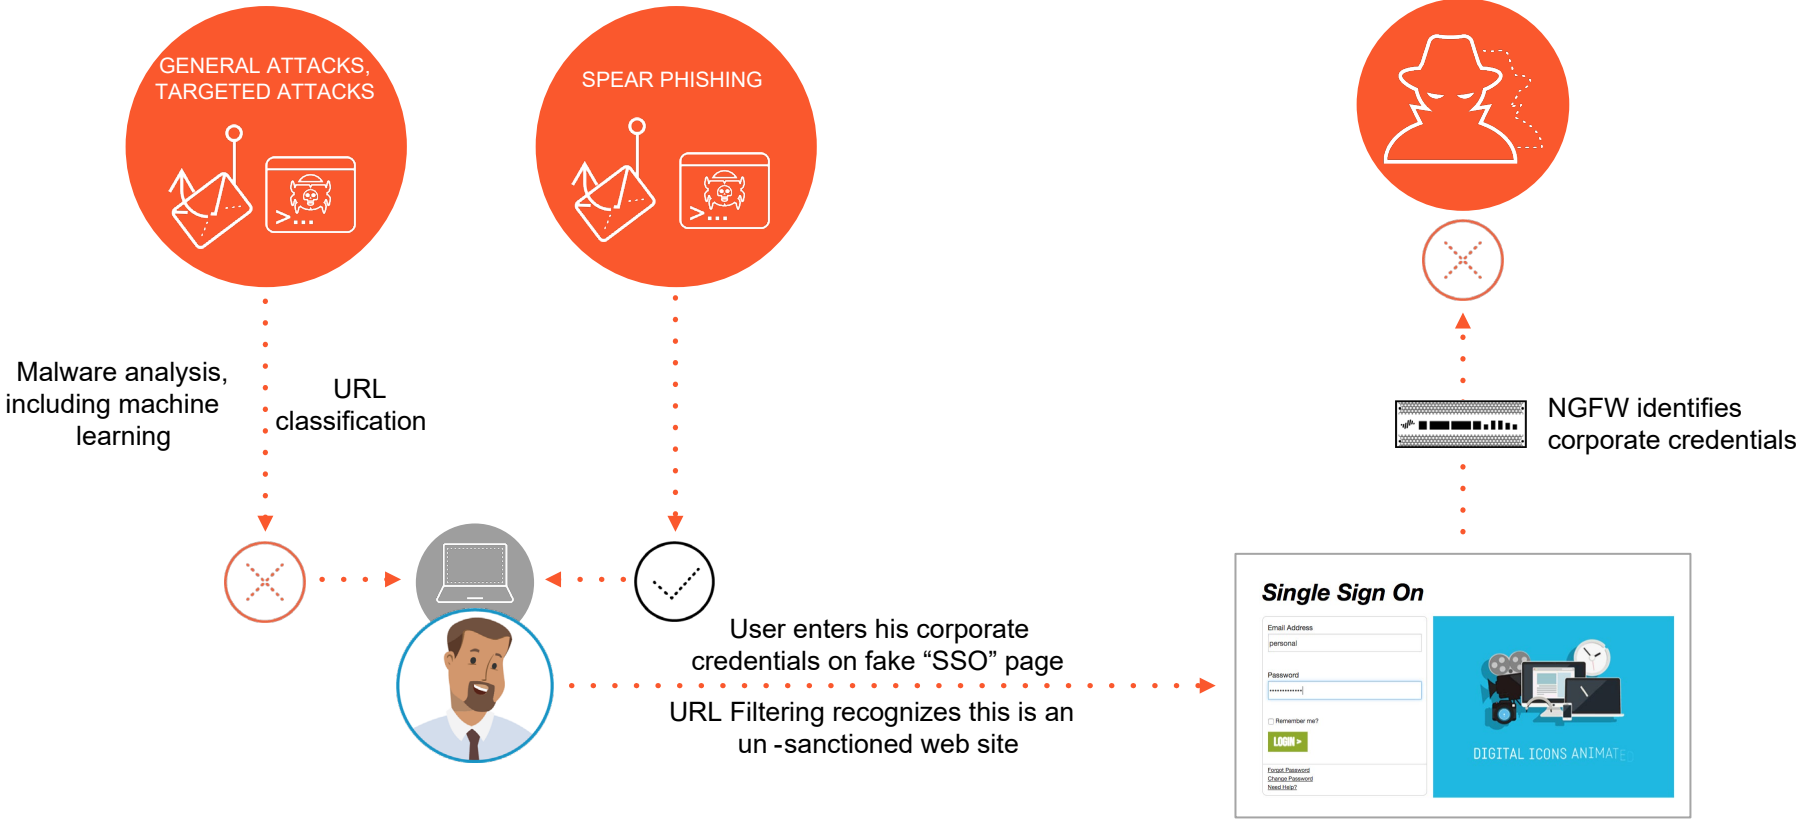 GENERAL ATTACKS,
TARGETED ATTACKS
>...
SPEAR PHISHING
>...
Malware analysis,
including machine
learning
URL
classification
NGFW identifies
corporate credentials
User enters his corporate
credentials on fake “SSO” page
URL Filtering recognizes this is an
un -sanctioned web site
Single Sign On
Email Address
personal
Password
Remember me?
LOGIN >
Forgot Password
Change Password
Need Help?
DIGITAL ICONS ANIMATED